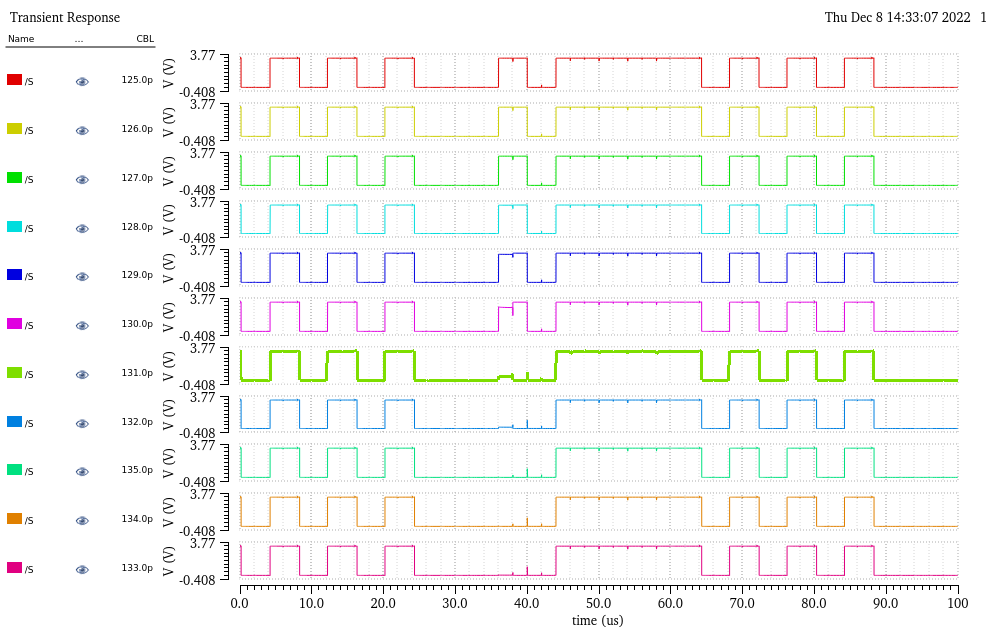 Transient Response
Thu Dec 8 14:33:07 2022 1
Name ... CBL
/S 125.0p
3.77
V (V)
-0.408
/S 126.0p
3.77
V (V)
-0.408
/S 127.0p
3.77
V (V)
-0.408
/S 128.0p
3.77
V (V)
-0.408
/S 129.0p
3.77
V (V)
-0.408
/S 130.0p
3.77
V (V)
-0.408
/S 131.0p
3.77
V (V)
-0.408
/S 132.0p
3.77
V (V)
-0.408
/S 135.0p
3.77
V (V)
-0.408
/S 134.0p
3.77
V (V)
-0.408
/S 133.0p
3.77
V (V)
-0.408
0.0 10.0 20.0 30.0 40.0 50.0 60.0 70.0 80.0 90.0 100
time (us)